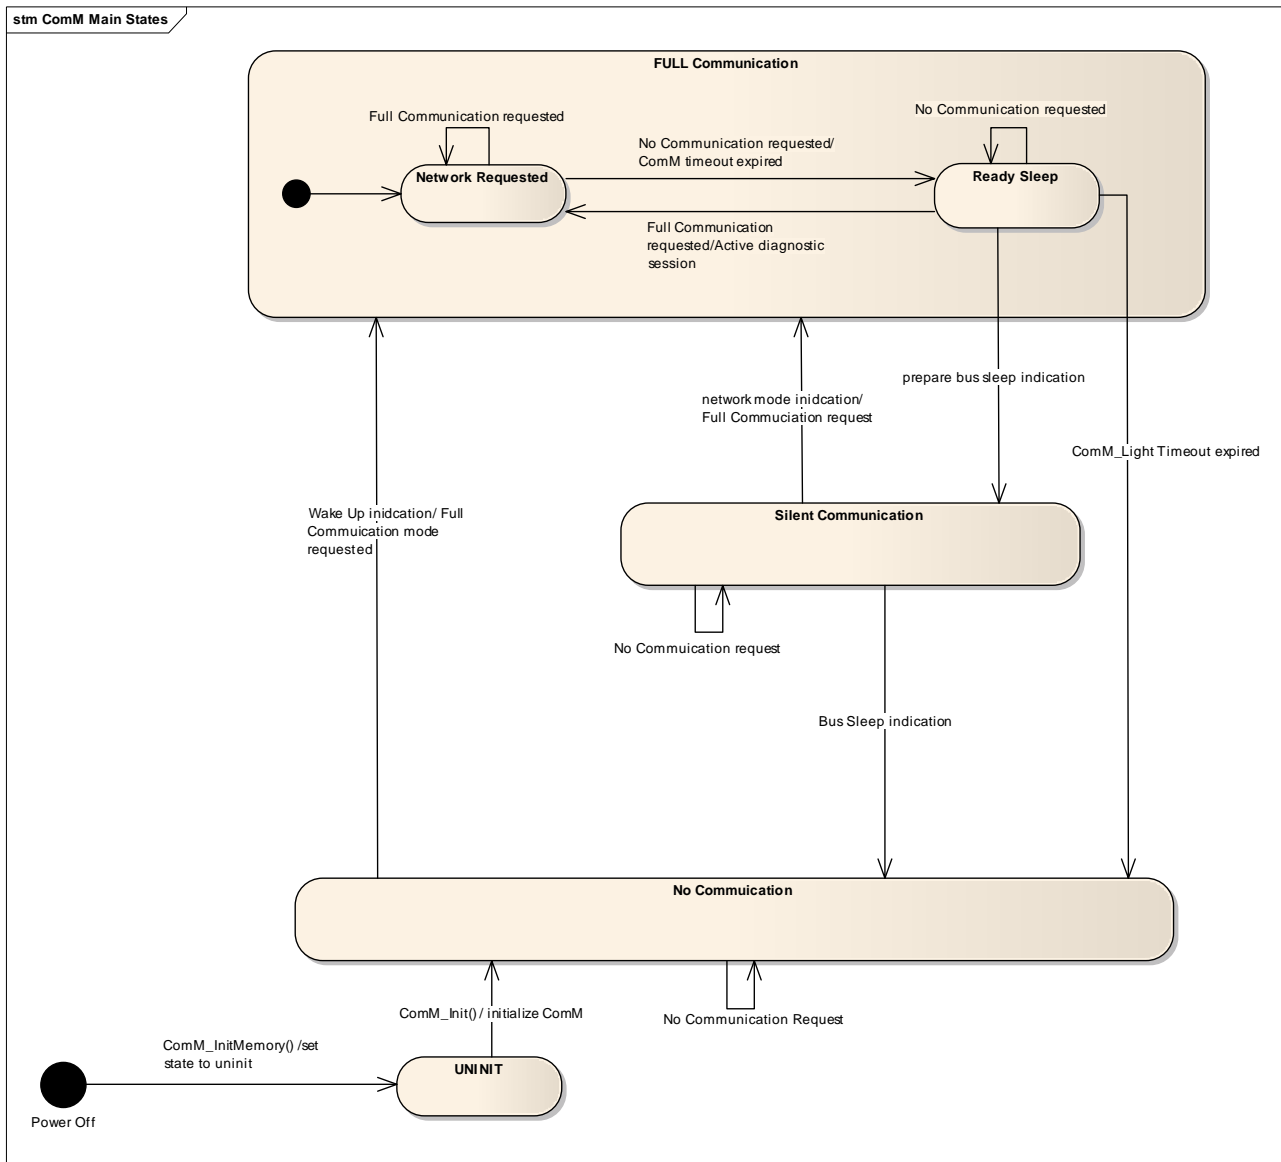 stm ComM Main States
FULL Communication
Full Communication requested
No Communication requested
No Communication requested/
ComM timeout expired
Network Requested
Ready Sleep
Full Communication
requested/Active diagnostic
session
prepare bus sleep indication
network mode inidcation/
Full Commuciation request
ComM_Light Timeout expired
Wake Up inidcation/ Full
Commuication mode
requested
Silent Communication
No Commuication request
Bus Sleep indication
No Commuication
ComM_Init() / initialize ComM
No Communication Request
ComM_InitMemory() /set
state to uninit
UNINIT
Power Off